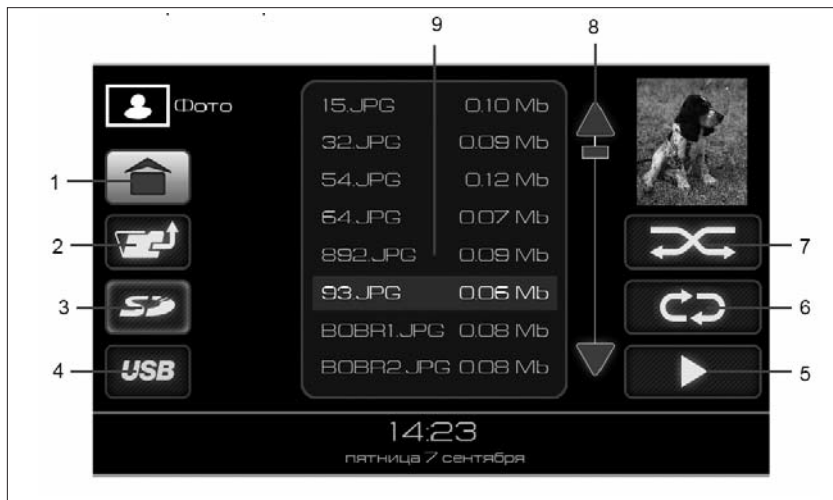 9 8
Фото
15.JPG 0.10 Mb
32.JPG 0.09 Mb
54.JPG 0.12 Mb
64.JPG 0.07 Mb
892.JPG 0.09 Mb
93.JPG 0.06 Mb
BOBR1.JPG 0.08 Mb
BOBR2.JPG 0.08 Mb
1
2
3 SD
4 USB
7
6
5
14:23
пятница 7 сентября